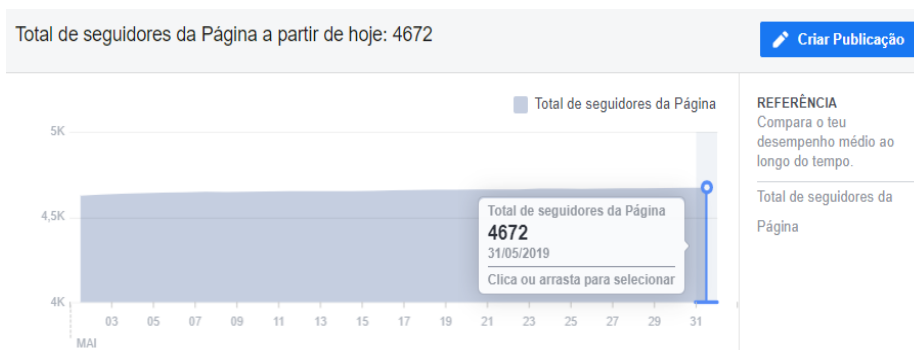 Total de seguidores da Página a partir de hoje: 4672
Criar Publicação
Total de seguidores da Página
5K
4,5K
4K
Total de seguidores da Página
4672
31/05/2019
Clica ou arrasta para selecionar
03 05 07 09 11 13 15 17 19 21 23 25 27 29 31
MAI
REFERÊNCIA
Compara o teu
desempenho médio ao
longo do tempo.
Total de seguidores da
Página